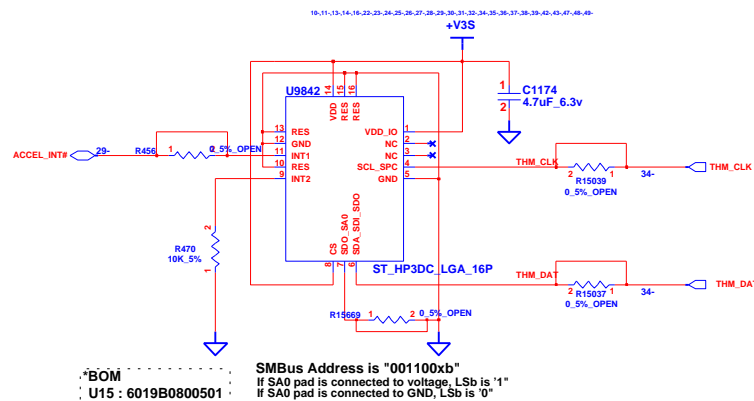 10-,11-,13-,14-,16-,22-,23-,24-,25-,26-,27-,28-,29-,30-,31-,32-,34-,35-,36-,37-,38-,39-,42-,43-,47-,48-,49-
+V3S
U9842
14 15 16
VDD RES RES
C1174
4.7uF_6.3v
1
2
13 RES
12 GND
11 INT1
10 RES
9 INT2
VDD_IO 1
NC 2
NC 3
SCL_SPC 4
GND 5
CS SDO_SA0 SDA_SDI_SDO
8 7 6
ACCEL_INT# 29-
R456 1 2 0_5%_OPEN
R470
10K_5%
2
1
THM_CLK
2 1
R15039
0_5%_OPEN
34- THM_CLK
ST_HP3DC_LGA_16P
THM_DAT
2 1
R15037
0_5%_OPEN
34- THM_DAT
R15669 1 2 0_5%_OPEN
*BOM
U15 : 6019B0800501
SMBus Address is "001100xb"
If SA0 pad is connected to voltage, LSb is '1"
If SA0 pad is connected to GND, LSb is '0"